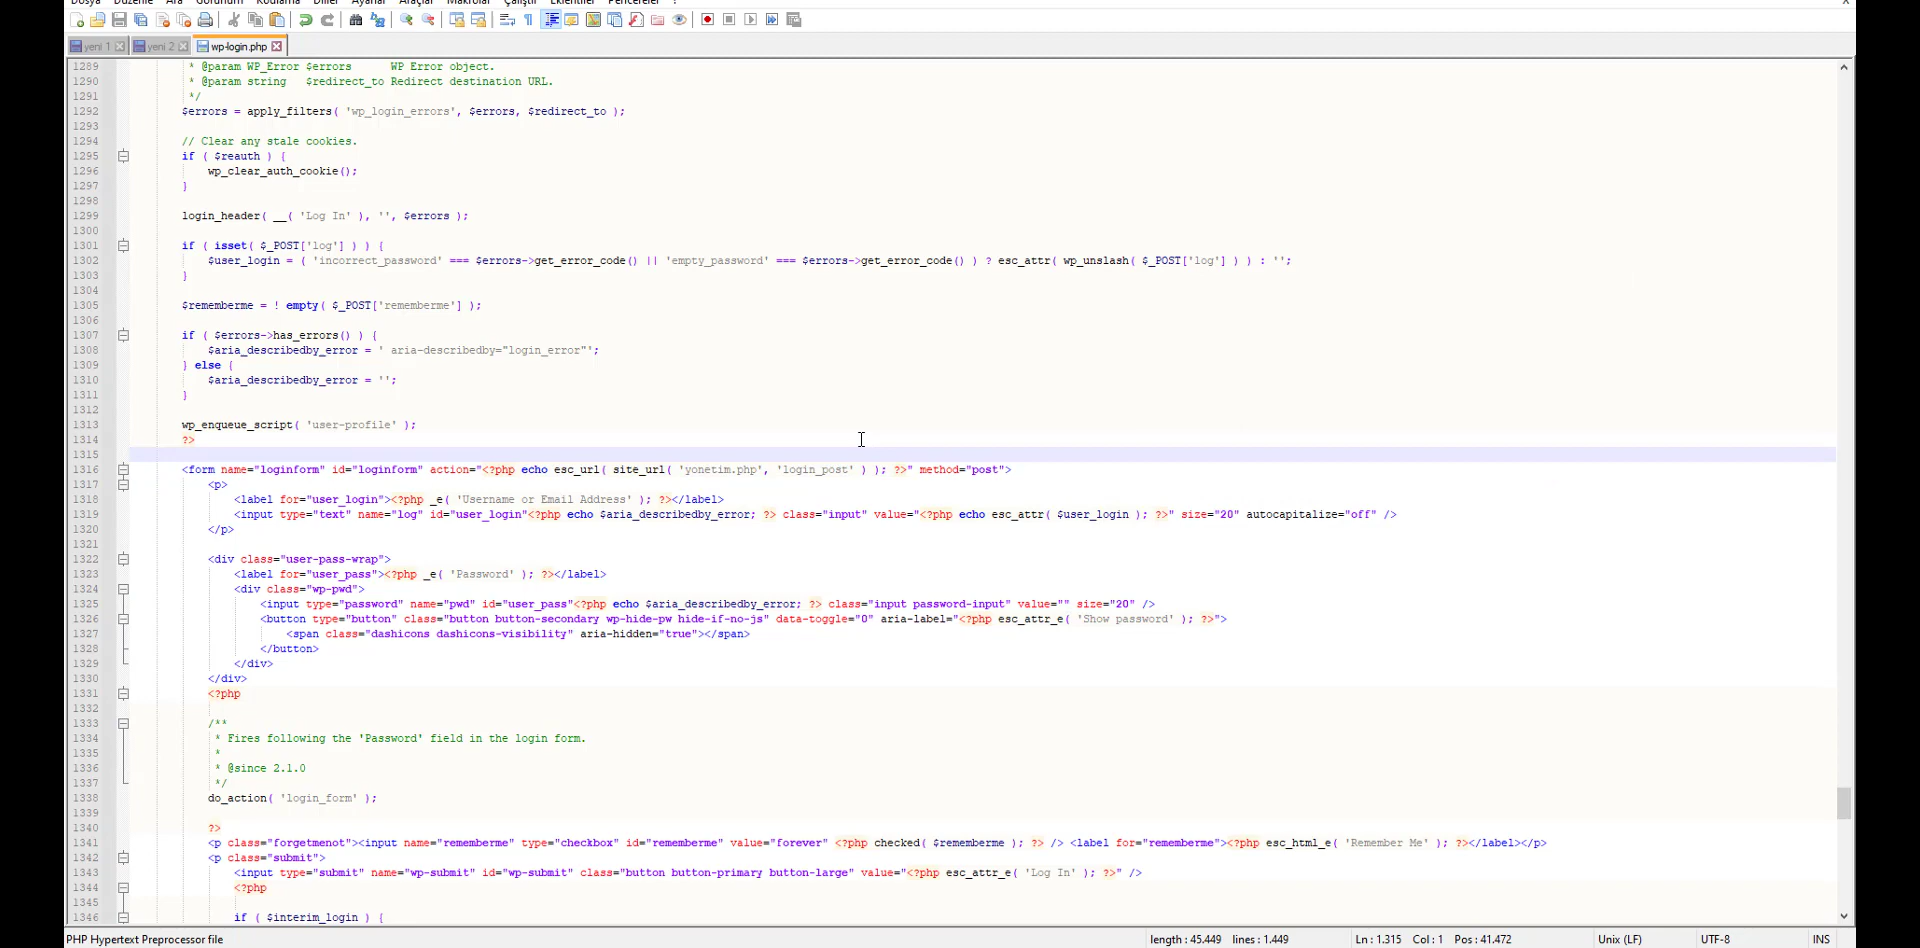 Dosya Düzenle Ara Görünüm Kodlama Diller Ayarlar Araçlar Makrolar Çalıştır Eklentiler Pencereler ? X
yeni 1 yeni 2 wp-login.php
1289 * @param WP_Error $errors WP Error object.
1290 * @param string $redirect_to Redirect destination URL.
1291 */
1292 $errors = apply_filters( 'wp_login_errors', $errors, $redirect_to );
1293
1294 // Clear any stale cookies.
1295 if ( $reauth ) {
1296 wp_clear_auth_cookie();
1297 }
1298
1299 login_header( __( 'Log In' ), '', $errors );
1300
1301 if ( isset( $_POST['log'] ) ) {
1302 $user_login = ( 'incorrect_password' === $errors->get_error_code() || 'empty_password' === $errors->get_error_code() ) ? esc_attr( wp_unslash( $_POST['log'] ) ) : '';
1303 }
1304
1305 $rememberme = ! empty( $_POST['rememberme'] );
1306
1307 if ( $errors->has_errors() ) {
1308 $aria_describedby_error = ' aria-describedby="login_error"';
1309 } else {
1310 $aria_describedby_error = '';
1311 }
1312
1313 wp_enqueue_script( 'user-profile' );
1314 ?>
1315
1316 <form name="loginform" id="loginform" action="<?php echo esc_url( site_url( 'yonetim.php', 'login_post' ) ); ?>" method="post">
1317 <p>
1318 <label for="user_login"><?php _e( 'Username or Email Address' ); ?></label>
1319 <input type="text" name="log" id="user_login"<?php echo $aria_describedby_error; ?> class="input" value="<?php echo esc_attr( $user_login ); ?>" size="20" autocapitalize="off" />
1320 </p>
1321
1322 <div class="user-pass-wrap">
1323 <label for="user_pass"><?php _e( 'Password' ); ?></label>
1324 <div class="wp-pwd">
1325 <input type="password" name="pwd" id="user_pass"<?php echo $aria_describedby_error; ?> class="input password-input" value="" size="20" />
1326 <button type="button" class="button button-secondary wp-hide-pw hide-if-no-js" data-toggle="0" aria-label="<?php esc_attr_e( 'Show password' ); ?>">
1327 <span class="dashicons dashicons-visibility" aria-hidden="true"></span>
1328 </button>
1329 </div>
1330 </div>
1331 <?php
1332
1333 /**
1334 * Fires following the 'Password' field in the login form.
1335 *
1336 * @since 2.1.0
1337 */
1338 do_action( 'login_form' );
1339
1340 ?>
1341 <p class="forgetmenot"><input name="rememberme" type="checkbox" id="rememberme" value="forever" <?php checked( $rememberme ); ?> /> <label for="rememberme"><?php esc_html_e( 'Remember Me' ); ?></label></p>
1342 <p class="submit">
1343 <input type="submit" name="wp-submit" id="wp-submit" class="button button-primary button-large" value="<?php esc_attr_e( 'Log In' ); ?>" />
1344 <?php
1345
1346 if ( $interim_login ) {
PHP Hypertext Preprocessor file length : 45.449 lines : 1.449 Ln : 1.315 Col : 1 Pos : 41.472 Unix (LF) UTF-8 INS